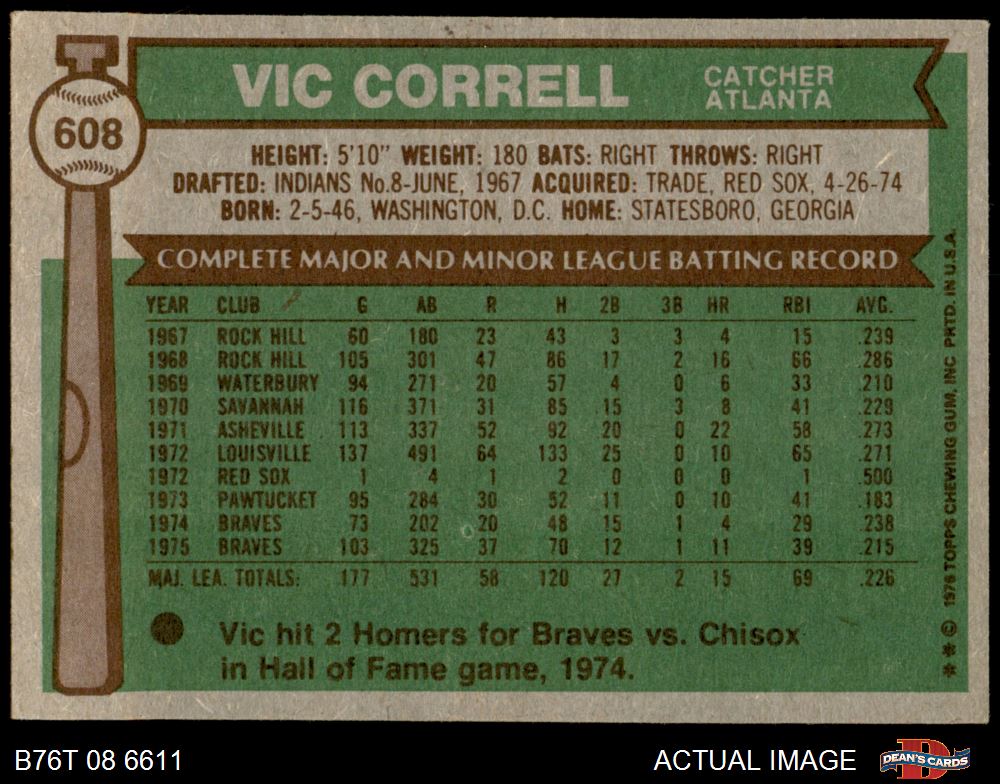 608
VIC CORRELL
CATCHER
ATLANTA
HEIGHT: 5'10" WEIGHT: 180 BATS: RIGHT THROWS: RIGHT
DRAFTED: INDIANS No.8-JUNE, 1967 ACQUIRED: TRADE, RED SOX, 4-26-74
BORN: 2-5-46, WASHINGTON, D.C. HOME: STATESBORO, GEORGIA
COMPLETE MAJOR AND MINOR LEAGUE BATTING RECORD
YEAR CLUB G AB R H 2B 3B HR RBI AVG.
1967 ROCK HILL 60 180 23 43 3 3 4 15 .239
1968 ROCK HILL 105 301 47 86 17 2 16 66 .286
1969 WATERBURY 94 271 20 57 4 0 6 33 .210
1970 SAVANNAH 116 371 31 85 15 3 8 41 .229
1971 ASHEVILLE 113 337 52 92 20 0 22 58 .273
1972 LOUISVILLE 137 491 64 133 25 0 10 65 .271
1972 RED SOX 1 4 1 2 0 0 0 1 .500
1973 PAWTUCKET 95 284 30 52 11 0 10 41 .183
1974 BRAVES 73 202 20 48 15 1 4 29 .238
1975 BRAVES 103 325 37 70 12 1 11 39 .215
MAJ. LEA. TOTALS: 177 531 58 120 27 2 15 69 .226
Vic hit 2 Homers for Braves vs. Chisox
in Hall of Fame game, 1974.
** © 1976 TOPPS CHEWING GUM, INC PRTD. IN U.S.A.
B76T 08 6611
ACTUAL IMAGE
D
DEAN'S CARDS